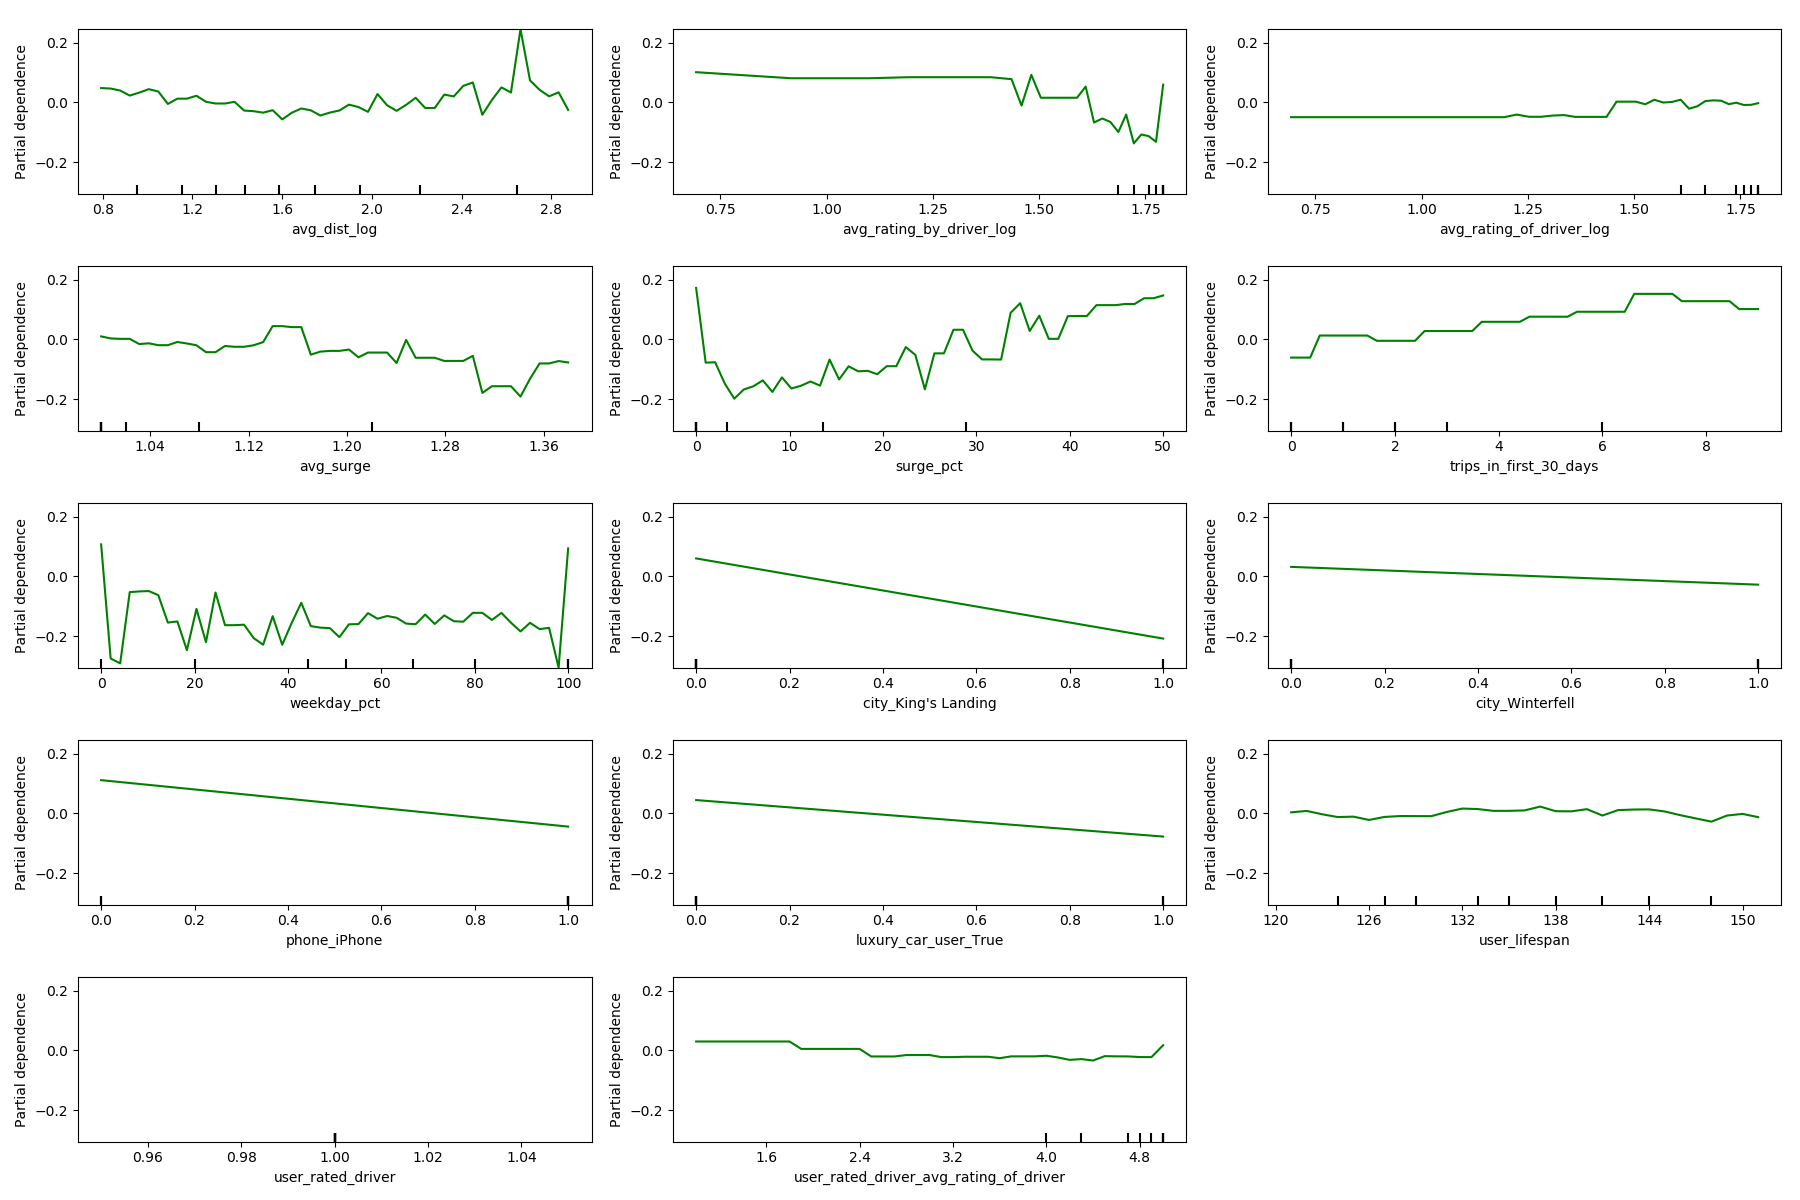 Partial dependence
0.2
0.0
−0.2
0.8 1.2 1.6 2.0 2.4 2.8
avg_dist_log
Partial dependence
0.2
0.0
−0.2
0.75 1.00 1.25 1.50 1.75
avg_rating_by_driver_log
Partial dependence
0.2
0.0
−0.2
0.75 1.00 1.25 1.50 1.75
avg_rating_of_driver_log
Partial dependence
0.2
0.0
−0.2
1.04 1.12 1.20 1.28 1.36
avg_surge
Partial dependence
0.2
0.0
−0.2
0 10 20 30 40 50
surge_pct
Partial dependence
0.2
0.0
−0.2
0 2 4 6 8
trips_in_first_30_days
Partial dependence
0.2
0.0
−0.2
0 20 40 60 80 100
weekday_pct
Partial dependence
0.2
0.0
−0.2
0.0 0.2 0.4 0.6 0.8 1.0
city_King's Landing
Partial dependence
0.2
0.0
−0.2
0.0 0.2 0.4 0.6 0.8 1.0
city_Winterfell
Partial dependence
0.2
0.0
−0.2
0.0 0.2 0.4 0.6 0.8 1.0
phone_iPhone
Partial dependence
0.2
0.0
−0.2
0.0 0.2 0.4 0.6 0.8 1.0
luxury_car_user_True
Partial dependence
0.2
0.0
−0.2
120 126 132 138 144 150
user_lifespan
Partial dependence
0.2
0.0
−0.2
0.96 0.98 1.00 1.02 1.04
user_rated_driver
Partial dependence
0.2
0.0
−0.2
1.6 2.4 3.2 4.0 4.8
user_rated_driver_avg_rating_of_driver